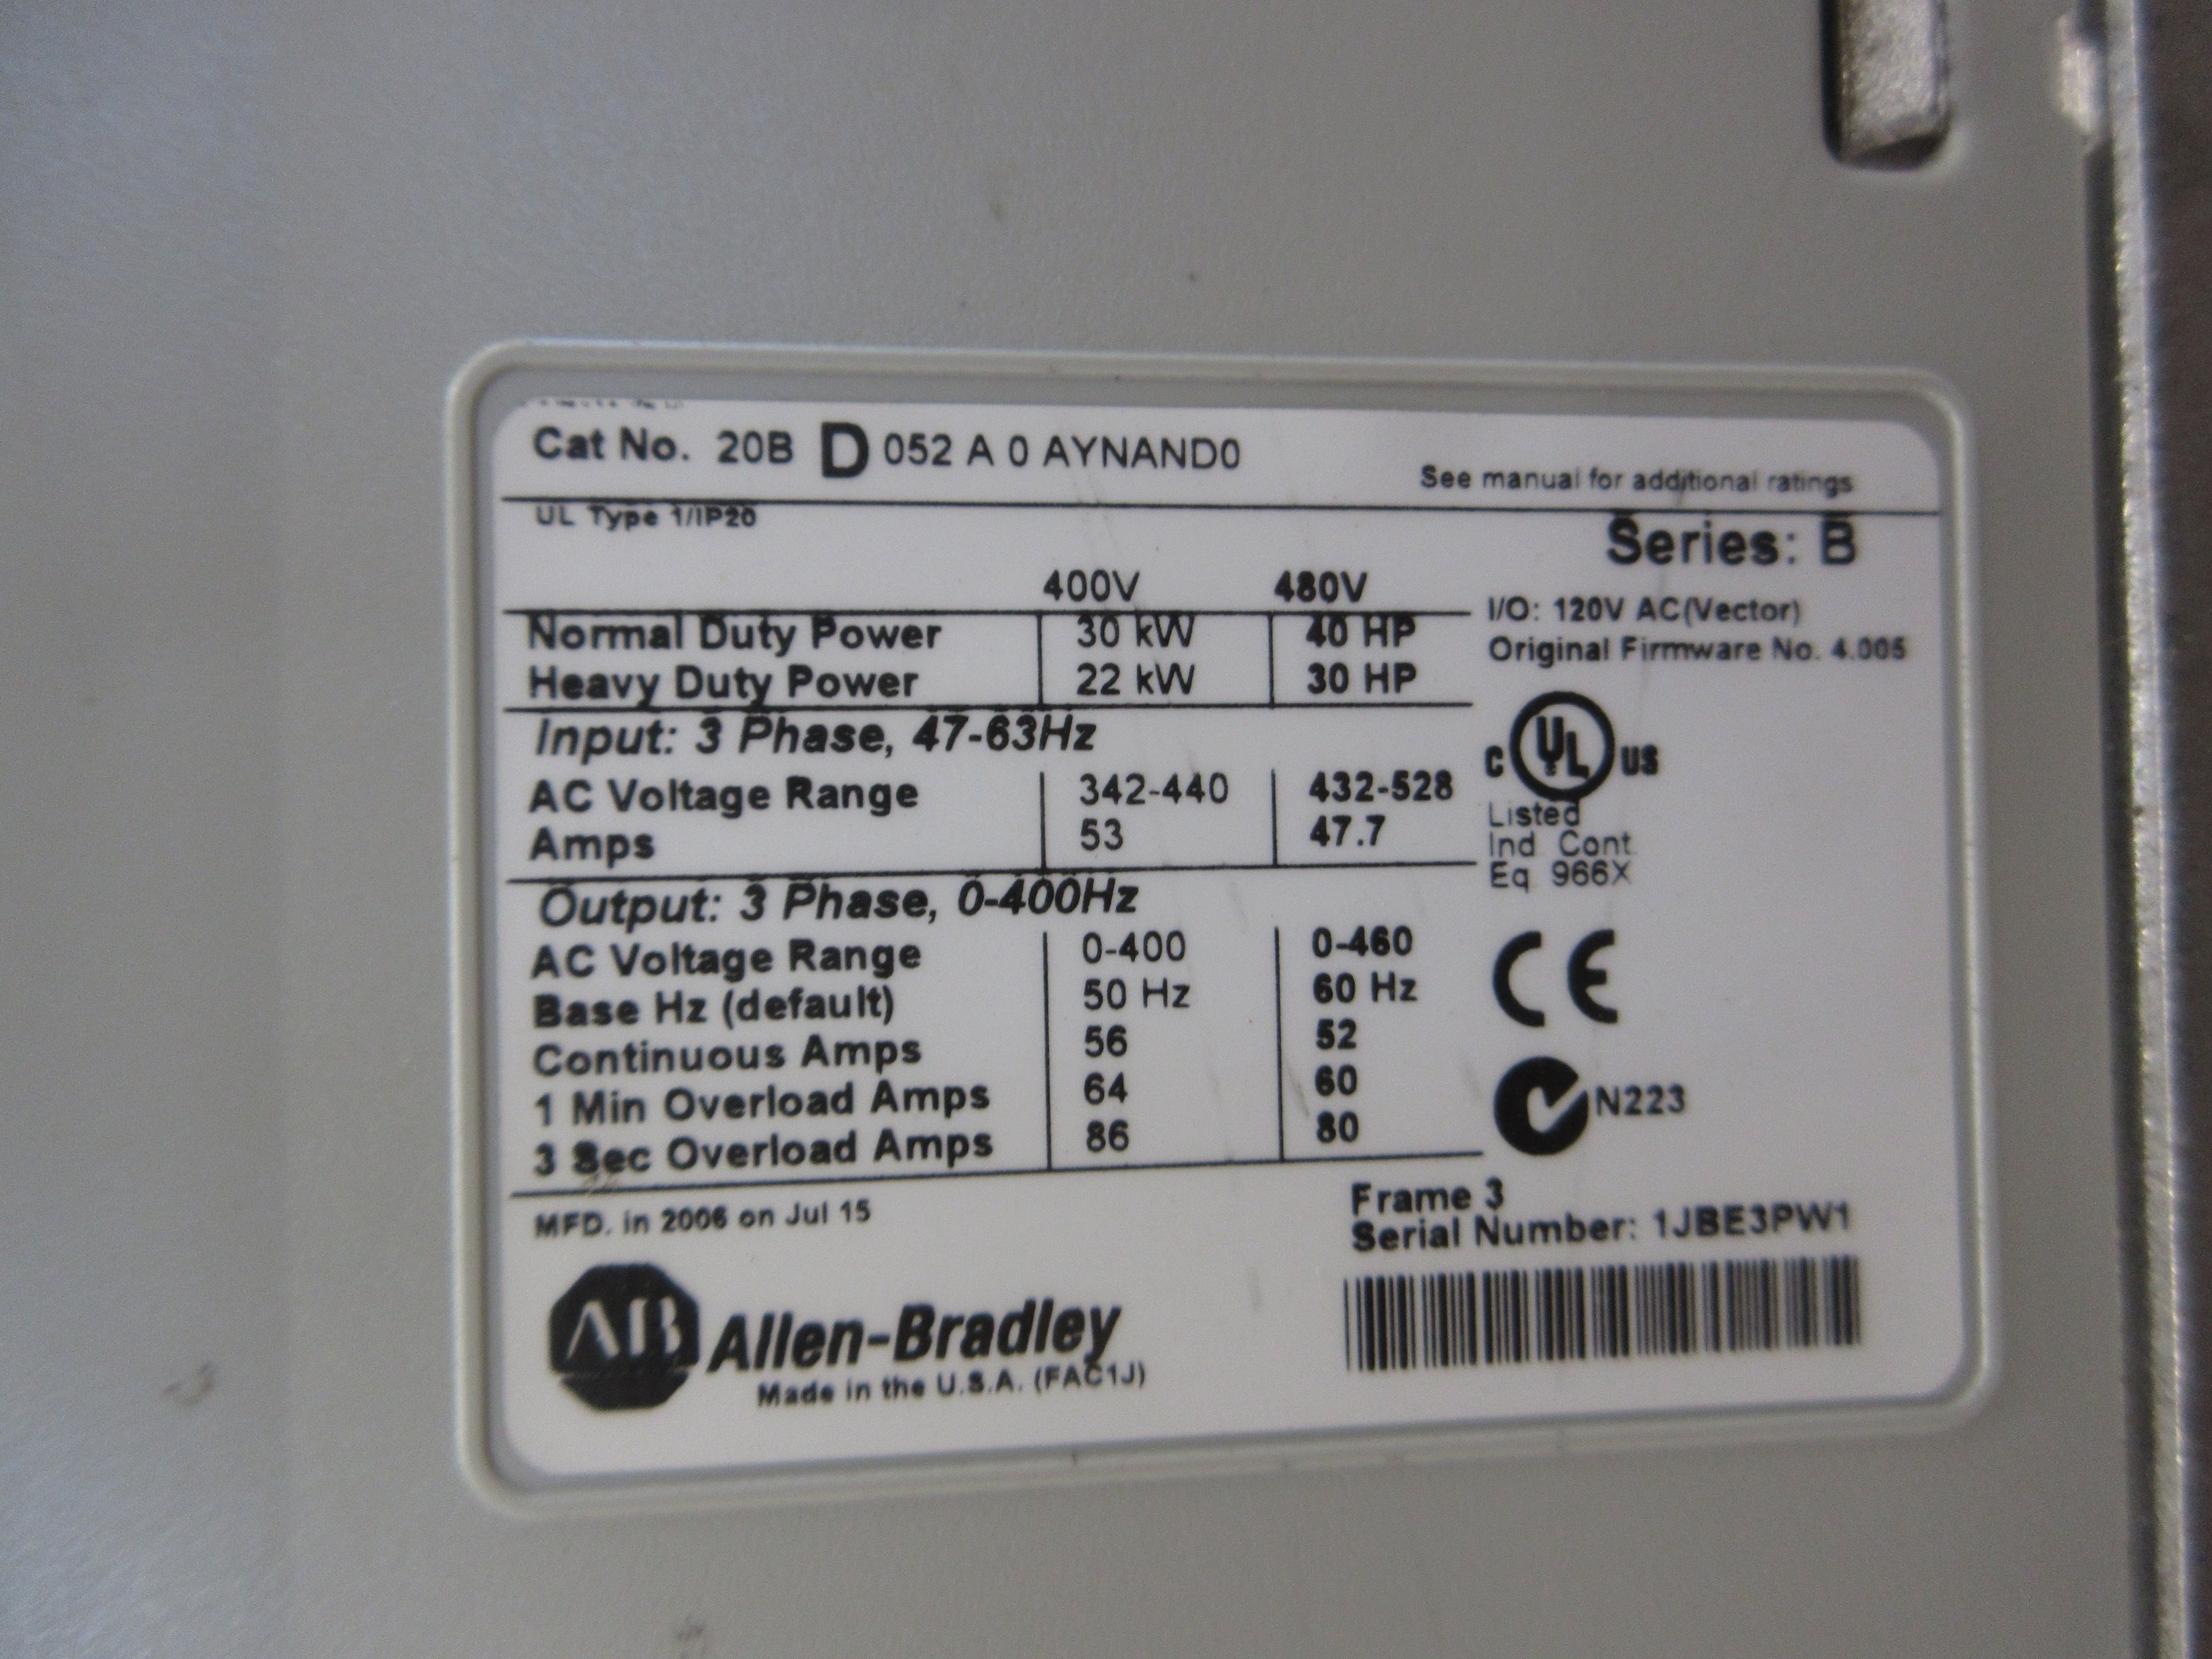 Cat No. 20B D 052 A 0 AYNAND0
See manual for additional ratings
UL Type 1/IP20
Series: B
400V 480V
I/O: 120V AC(Vector)
Normal Duty Power 30 kW 40 HP
Original Firmware No. 4.005
Heavy Duty Power 22 kW 30 HP
Input: 3 Phase, 47-63Hz
C UL US
AC Voltage Range 342-440 432-528
Listed
Amps 53 47.7
Ind Cont
Eq 966X
Output: 3 Phase, 0-400Hz
AC Voltage Range 0-400 0-460
CE
Base Hz (default) 50 Hz 60 Hz
Continuous Amps 56 52
1 Min Overload Amps 64 60
N223
3 Sec Overload Amps 86 80
MFD. in 2006 on Jul 15
Frame 3
Serial Number: 1JBE3PW1
AB Allen-Bradley
Made in the U.S.A. (FAC1J)